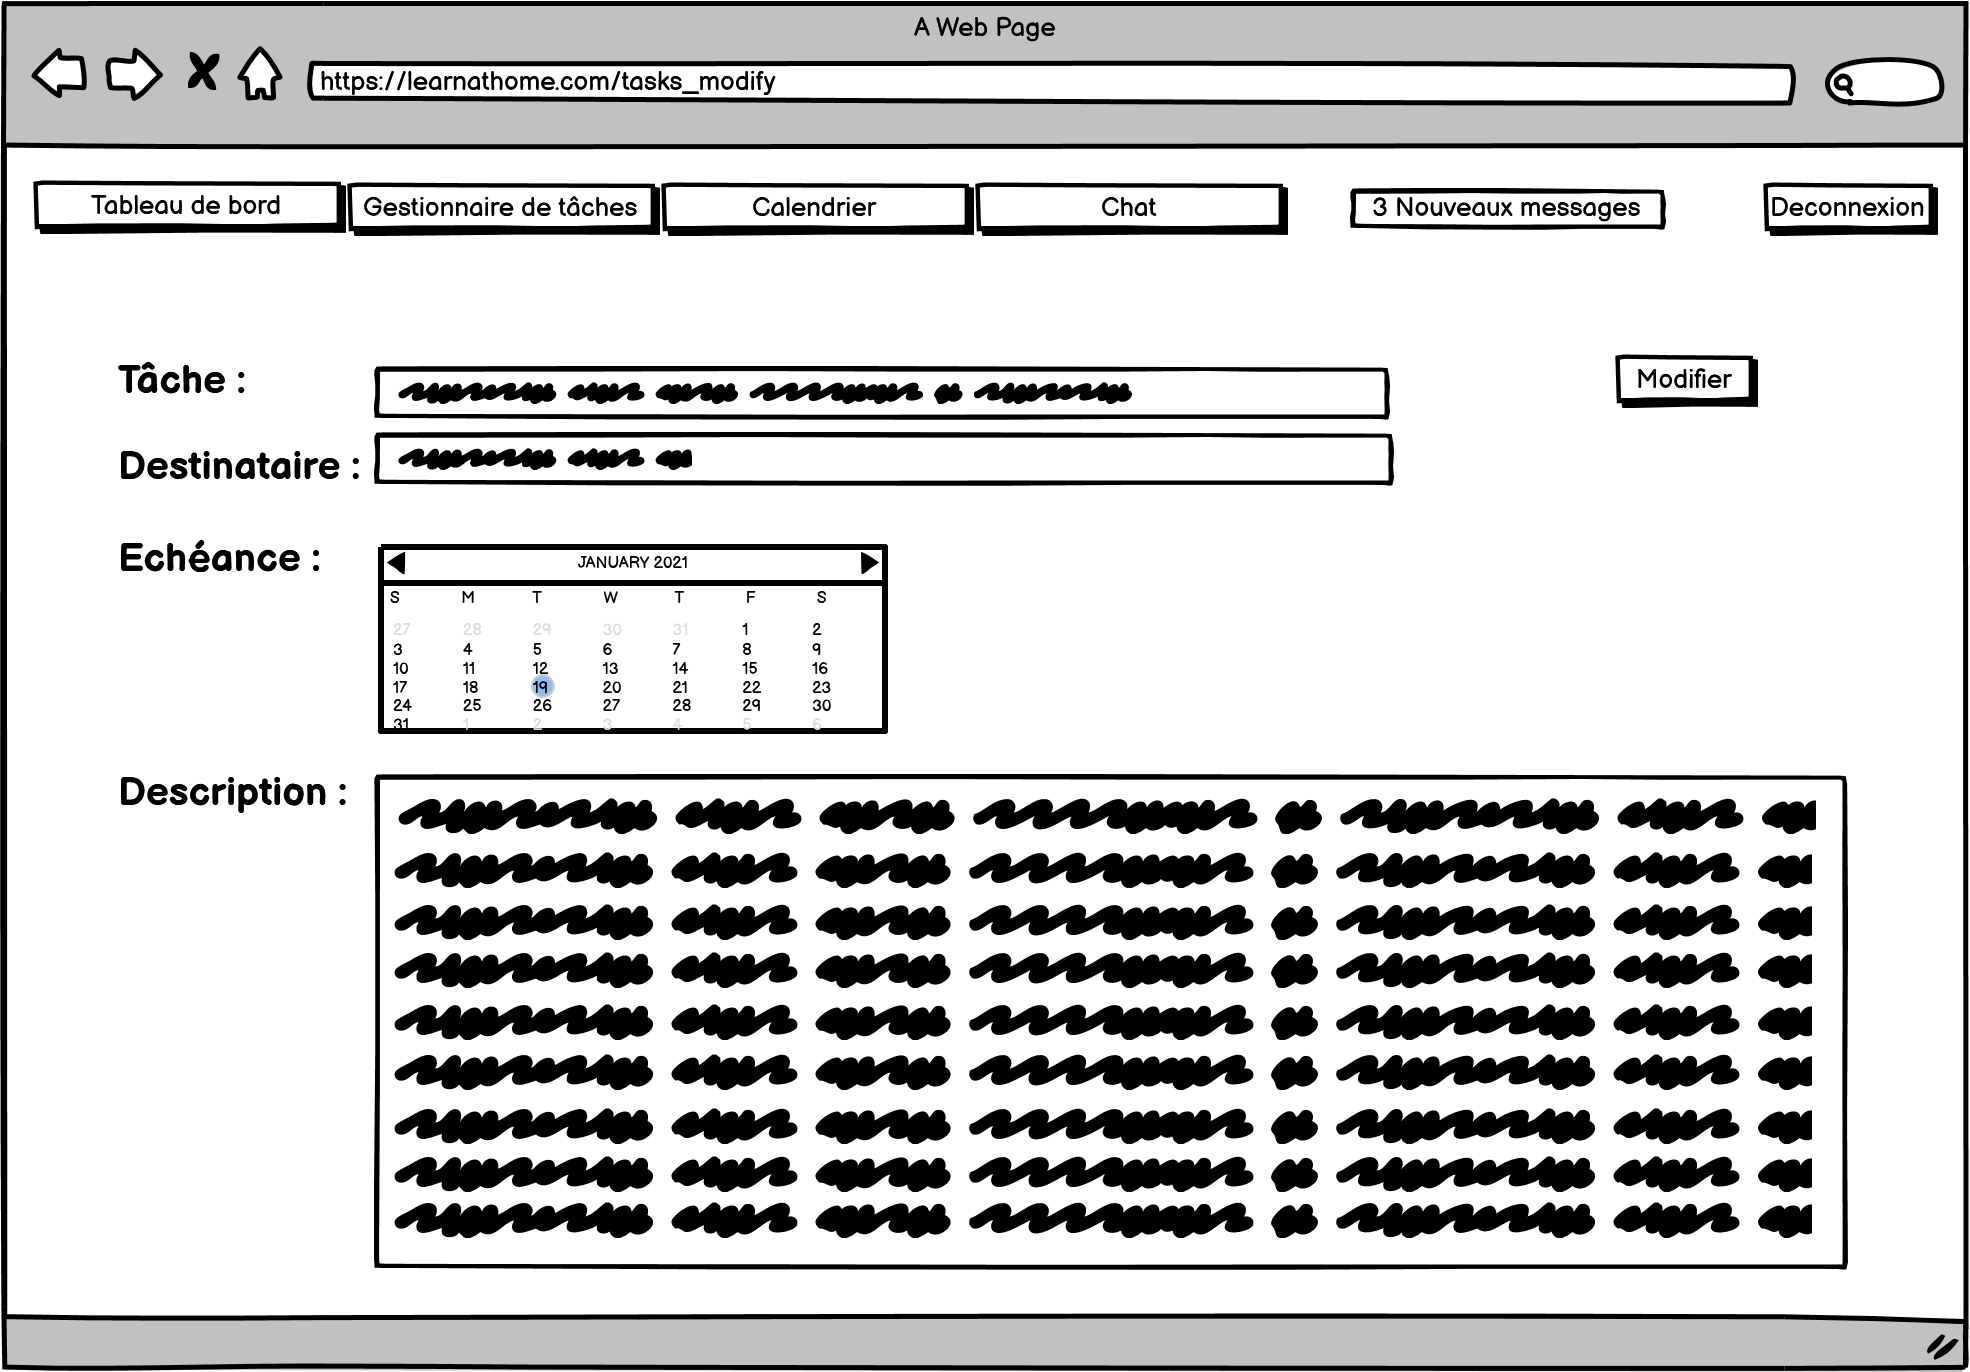 A Web Page
https://learnathome.com/tasks_modify
Tableau de bord Gestionnaire de tâches Calendrier Chat 3 Nouveaux messages Deconnexion
Tâche : Modifier
Destinataire :
Echéance :
JANUARY 2021
S M T W T F S
27 28 29 30 31 1 2
3 4 5 6 7 8 9
10 11 12 13 14 15 16
17 18 19 20 21 22 23
24 25 26 27 28 29 30
31 1 2 3 4 5 6
Description :